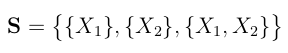 𝐒 = {{X₁}, {X₂}, {X₁, X₂}}